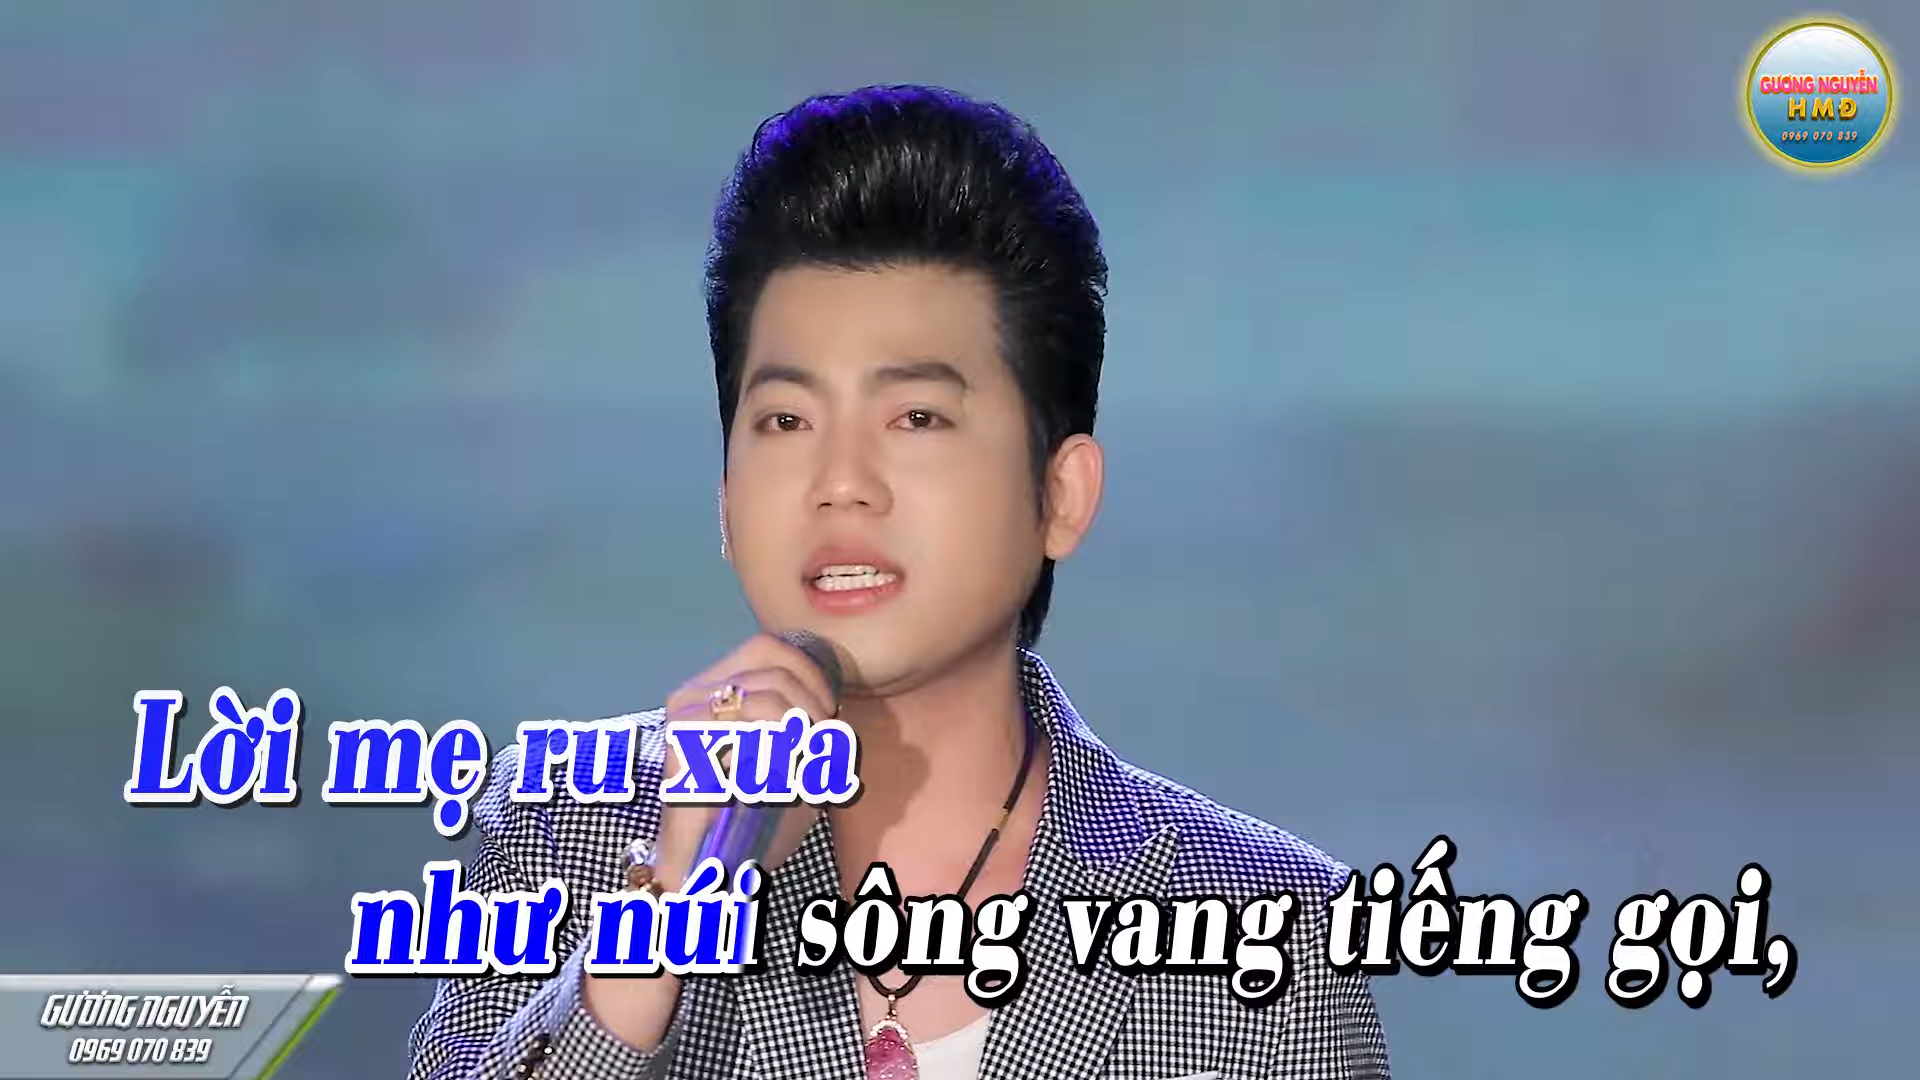 GƯƠNG NGUYỄN
HMĐ
0969 070 839
Lời mẹ ru xưa
như núi sông vang tiếng gọi,
GƯƠNG NGUYỄN
0969 070 839